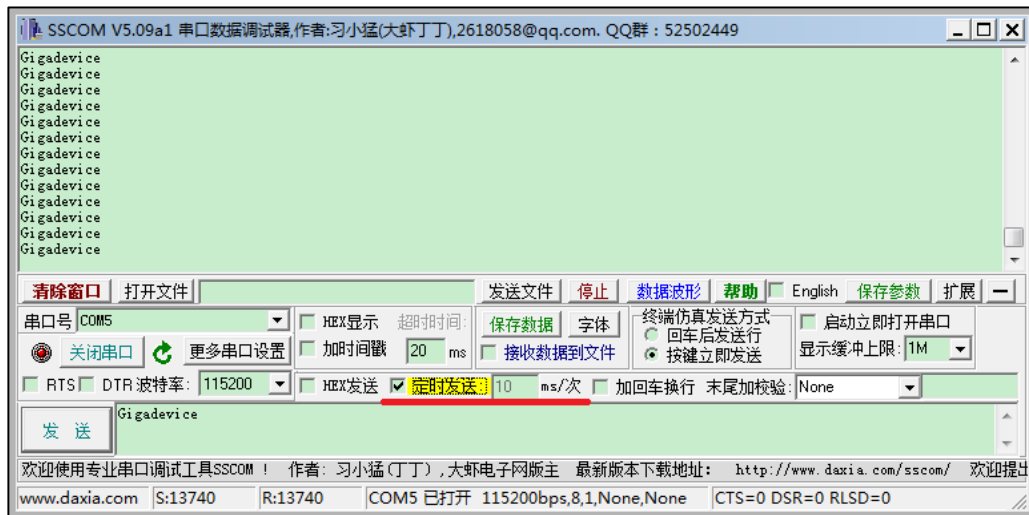 SSCOM V5.09a1 串口数据调试器,作者:习小猛(大虾丁丁),2618058@qq.com. QQ群：52502449
Gigadevice
Gigadevice
Gigadevice
Gigadevice
Gigadevice
Gigadevice
Gigadevice
Gigadevice
Gigadevice
Gigadevice
Gigadevice
Gigadevice
Gigadevice
清除窗口 打开文件 发送文件 停止 数据波形 帮助 English 保存参数 扩展 —
串口号 COM5 HEX显示 超时时间: 保存数据 字体 终端仿真发送方式 启动立即打开串口
回车后发送行
关闭串口 更多串口设置 加时间戳 20 ms 接收数据到文件 按键立即发送 显示缓冲上限: 1M
RTS DTR 波特率: 115200 HEX发送 定时发送: 10 ms/次 加回车换行 末尾加校验: None
发 送 Gigadevice
欢迎使用专业串口调试工具SSCOM ! 作者: 习小猛(丁丁) ,大虾电子网版主 最新版本下载地址: http://www.daxia.com/sscom/ 欢迎提出
www.daxia.com S:13740 R:13740 COM5 已打开 115200bps,8,1,None,None CTS=0 DSR=0 RLSD=0